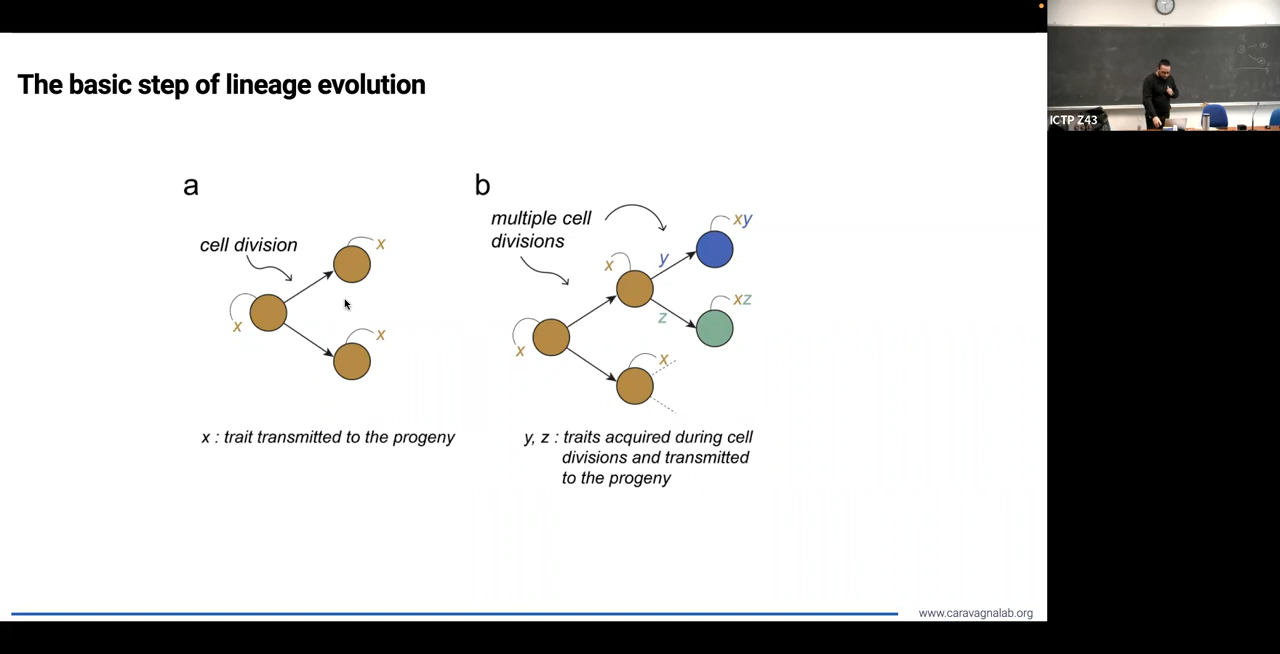 The basic step of lineage evolution
a
cell division
x
x
x
x : trait transmitted to the progeny
b
multiple cell
divisions
x
x
y
xy
z
xz
x
y, z : traits acquired during cell
divisions and transmitted
to the progeny
www.caravagnalab.org
ICTP Z43